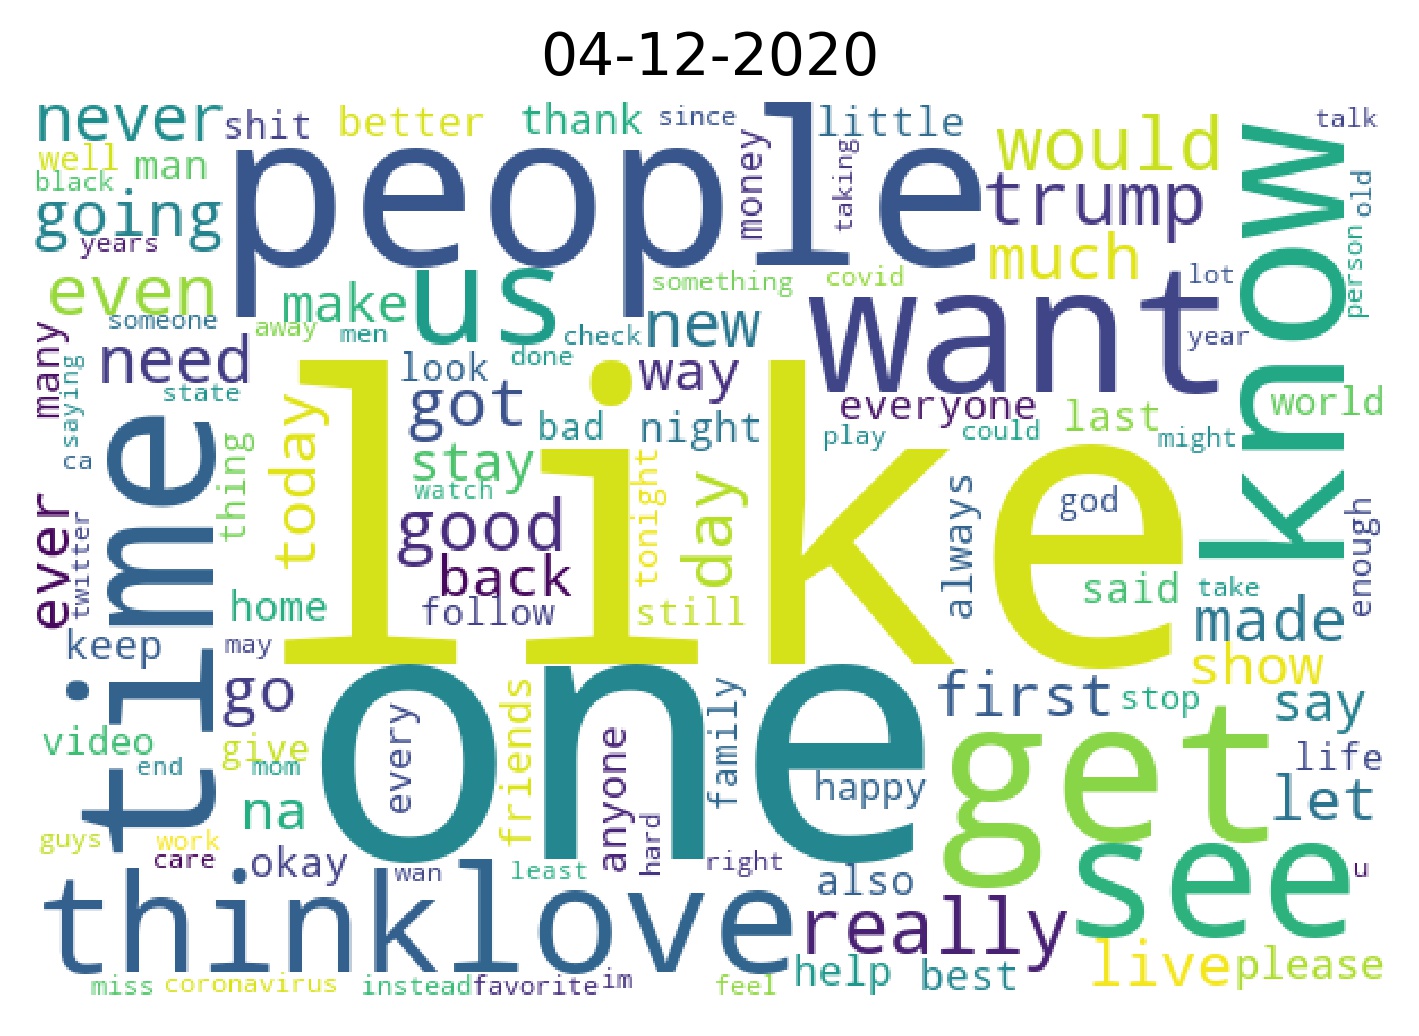 04-12-2020
never
shit
better
thank
since
people
little
would
talk
well
man
money
taking
know
black
trump
old
going
years
much
person
even
make
us
something
covid
want
lot
someone
away
men
check
new
year
many
need
look
done
way
saying
state
got
like
everyone
last
world
ca
time
today
bad
night
play
could
might
thing
stay
watch
tonight
day
always
god
enough
ever
twitter
good
back
said
take
home
follow
still
made
keep
may
show
go
one
first
stop
say
video
give
every
friends
anyone
family
get
life
end
mom
happy
let
na
hard
guys
work
care
okay
wan
least
right
also
see
u
think
love
really
help
best
live
please
miss
coronavirus
instead
favorite
im
feel